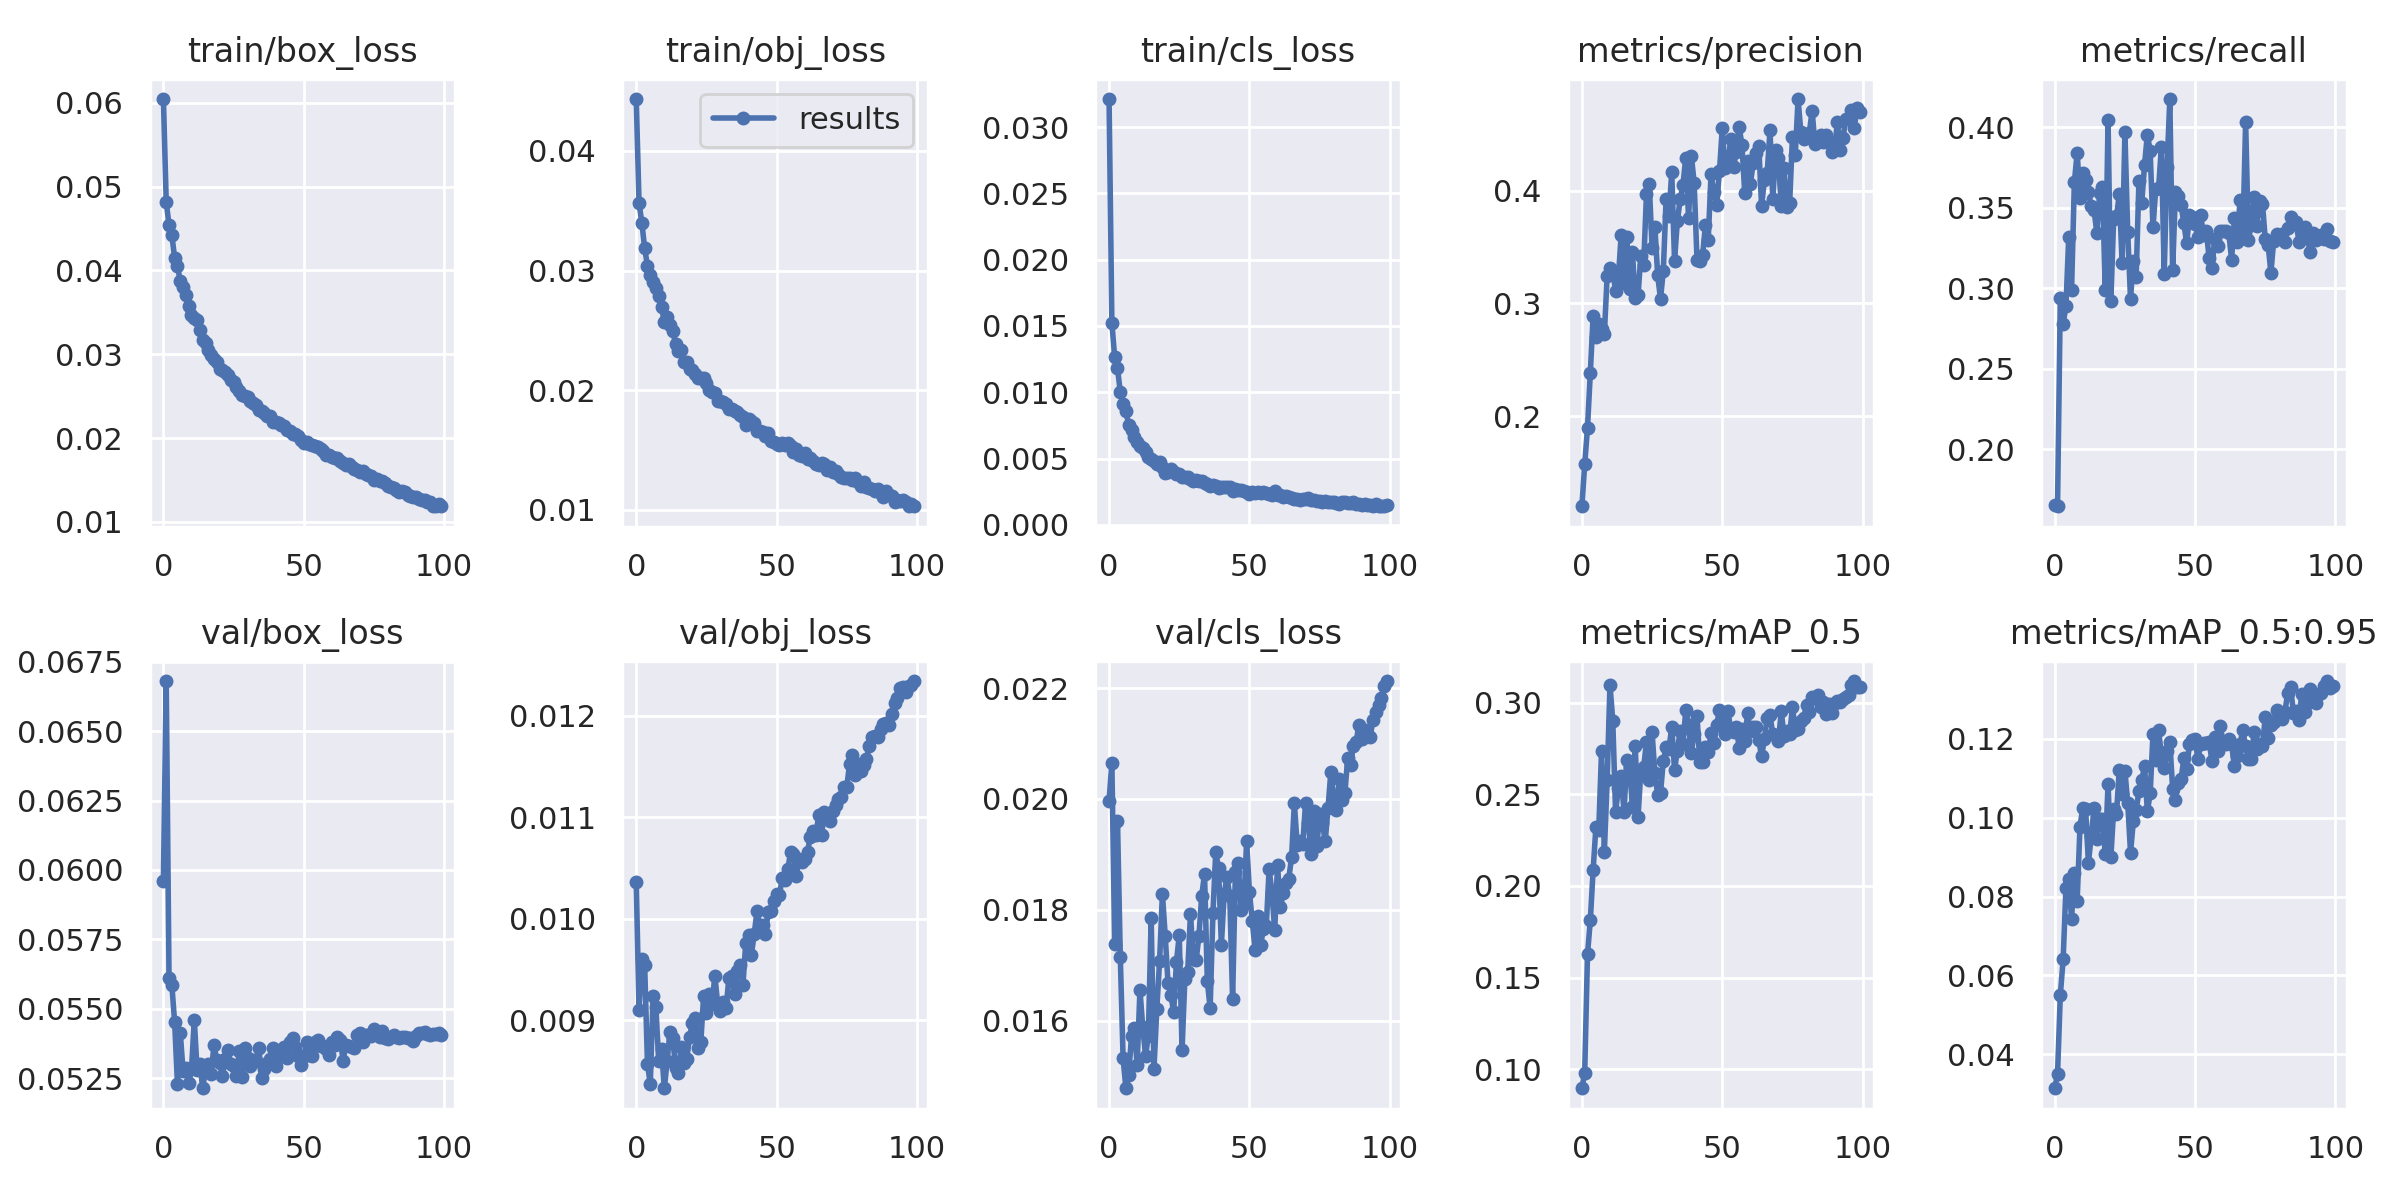 train/box_loss
0.06
0.05
0.04
0.03
0.02
0.01
0 50 100
train/obj_loss
results
0.04
0.03
0.02
0.01
0 50 100
train/cls_loss
0.030
0.025
0.020
0.015
0.010
0.005
0.000
0 50 100
metrics/precision
0.4
0.3
0.2
0 50 100
metrics/recall
0.40
0.35
0.30
0.25
0.20
0 50 100
val/box_loss
0.0675
0.0650
0.0625
0.0600
0.0575
0.0550
0.0525
0 50 100
val/obj_loss
0.012
0.011
0.010
0.009
0 50 100
val/cls_loss
0.022
0.020
0.018
0.016
0 50 100
metrics/mAP_0.5
0.30
0.25
0.20
0.15
0.10
0 50 100
metrics/mAP_0.5:0.95
0.12
0.10
0.08
0.06
0.04
0 50 100